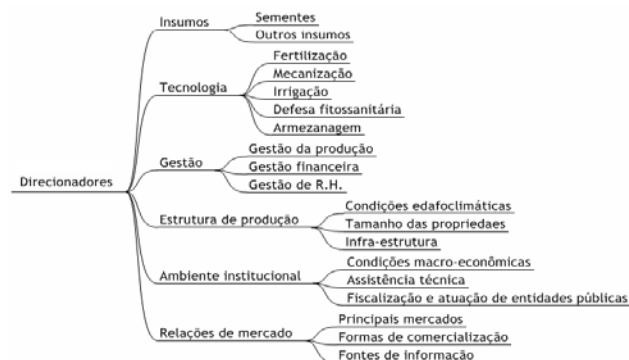 Direcionadores
Insumos
Sementes
Outros insumos
Tecnologia
Fertilização
Mecanização
Irrigação
Defesa fitossanitária
Armezanagem
Gestão
Gestão da produção
Gestão financeira
Gestão de R.H.
Estrutura de produção
Condições edafoclimáticas
Tamanho das propriedaes
Infra-estrutura
Ambiente institucional
Condições macro-econômicas
Assistência técnica
Fiscalização e atuação de entidades públicas
Relações de mercado
Principais mercados
Formas de comercialização
Fontes de informação